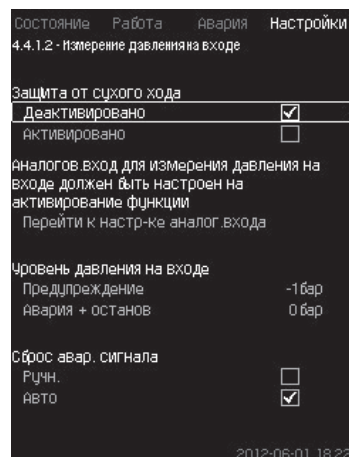 Состояние Работа Авария Настройки
4.4.1.2 - Измерение давления на входе
Защита от сухого хода
Деактивировано
Активировано
Аналогов.вход для измерения давления на
входе должен быть настроен на
активирование функции
Перейти к настр-ке аналог.входа
Уровень давления на входе
Предупреждение -1 бар
Авария + останов 0 бар
Сброс авар. сигнала
Ручн.
Авто
2012-06-01 18:22